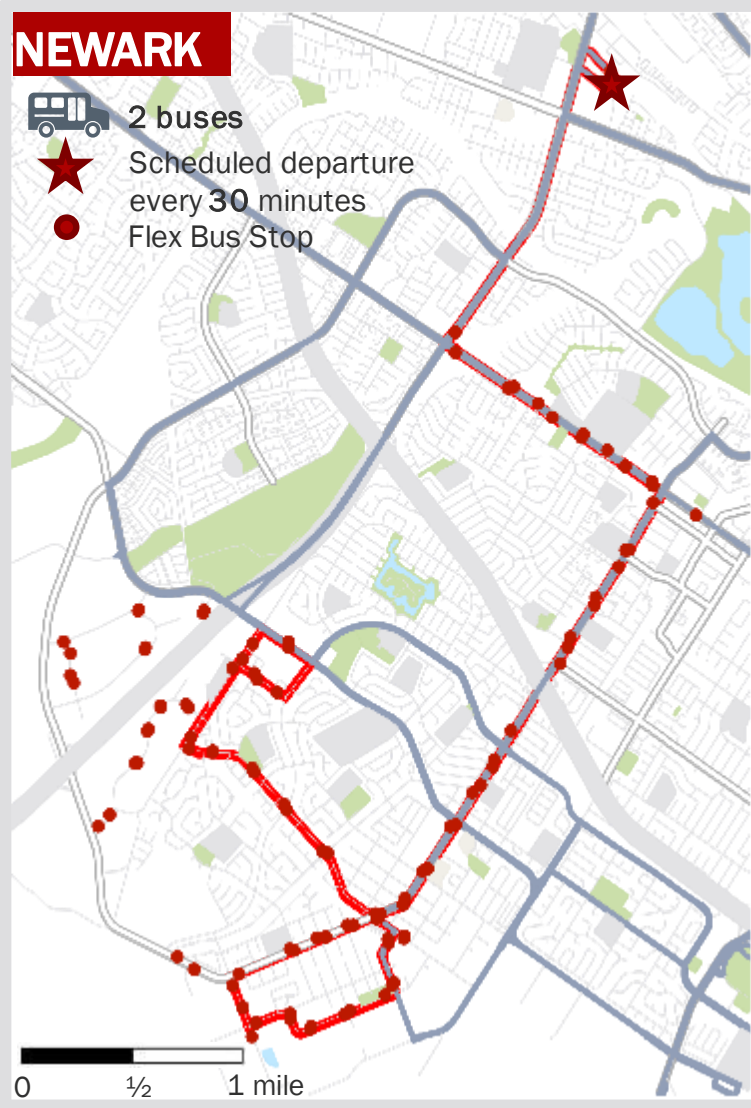 NEWARK
2 buses
Scheduled departure
every 30 minutes
Flex Bus Stop
0 ½ 1 mile